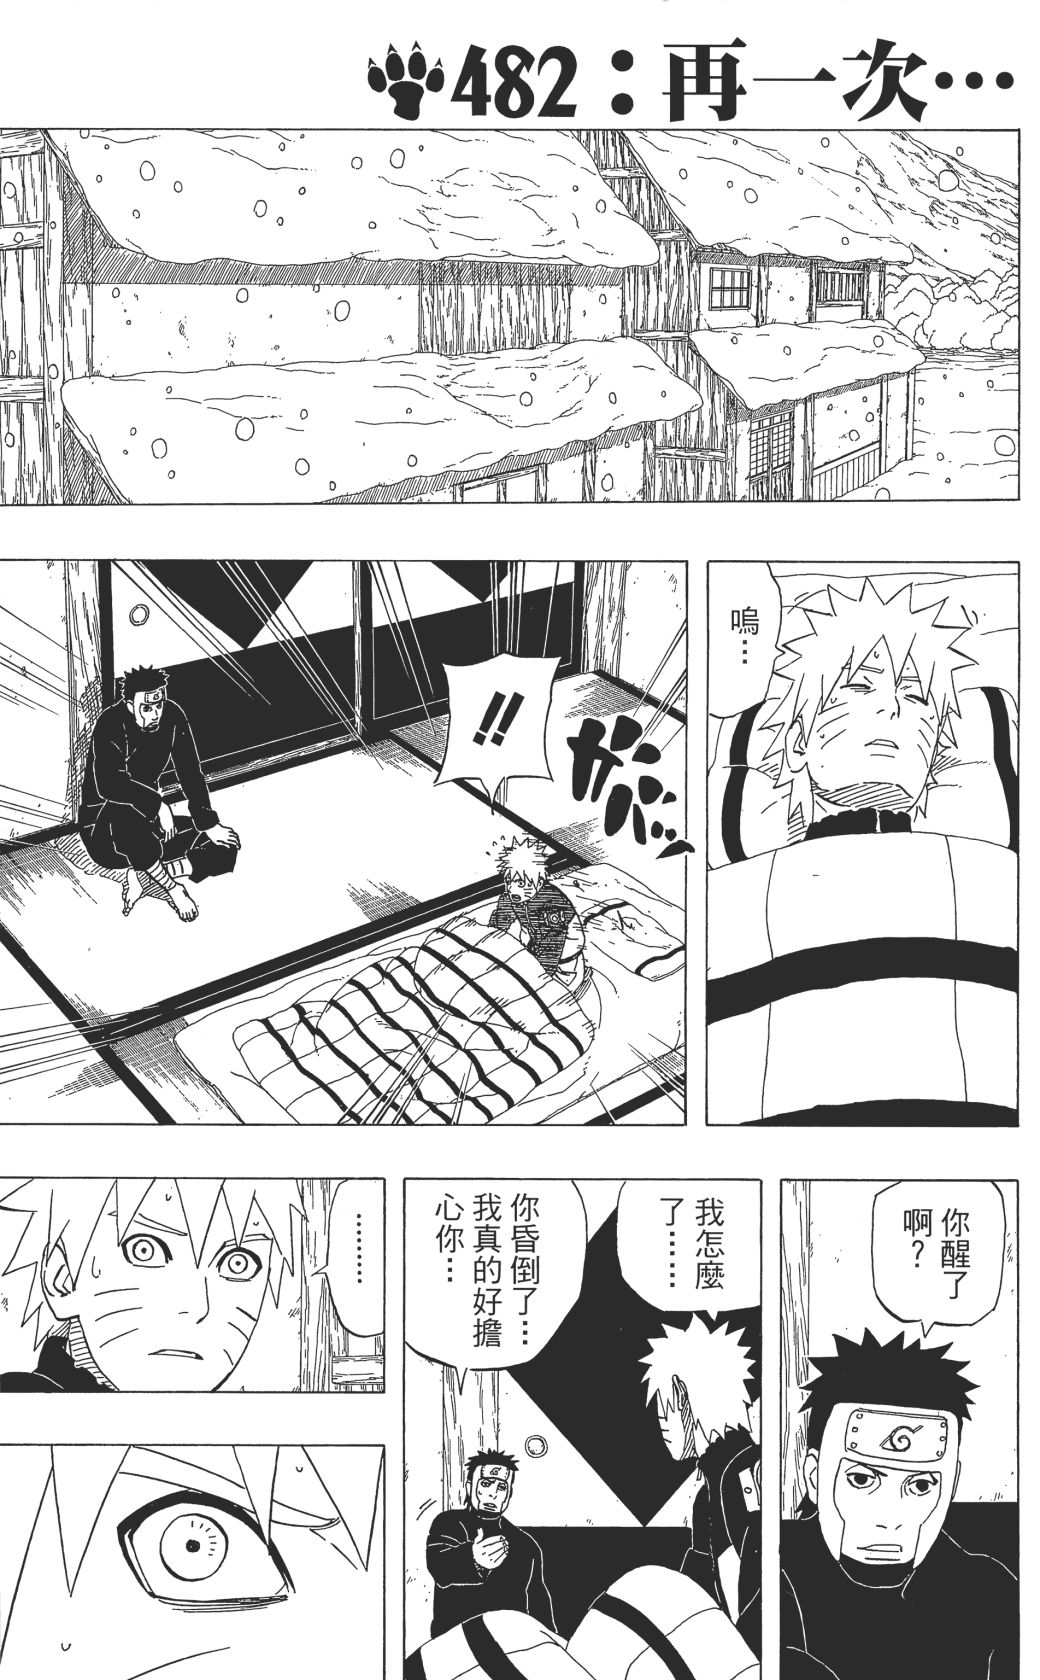 482：再一次…
嗚…
!!
ガバッ
你醒了
啊？
我怎麼
了……
你昏倒了…
我真的好擔
心你…
………